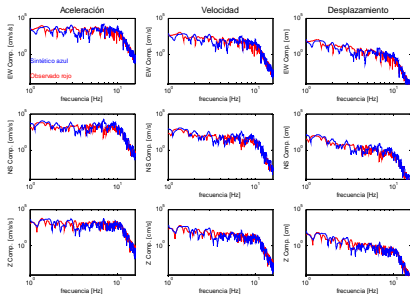 Aceleración Velocidad Desplazamiento
EW Comp. [cm/s/s]
EW Comp. [cm/s]
EW Comp. [cm]
Sintético azul
Observado rojo
frecuencia [Hz] frecuencia [Hz] frecuencia [Hz]
NS Comp. [cm/s/s]
NS Comp. [cm/s]
NS Comp. [cm]
frecuencia [Hz] frecuencia [Hz] frecuencia [Hz]
Z Comp. [cm/s/s]
Z Comp. [cm/s]
Z Comp. [cm]
frecuencia [Hz] frecuencia [Hz] frecuencia [Hz]